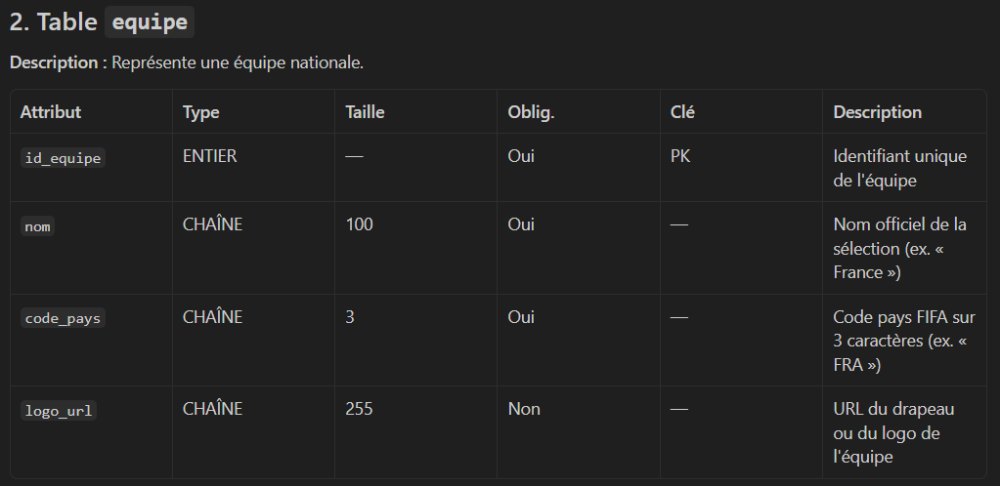 2. Table equipe
Description : Représente une équipe nationale.
Attribut Type Taille Oblig. Clé Description
id_equipe ENTIER — Oui PK Identifiant unique
de l'équipe
nom CHAÎNE 100 Oui — Nom officiel de la
sélection (ex. «
France »)
code_pays CHAÎNE 3 Oui — Code pays FIFA sur
3 caractères (ex. «
FRA »)
logo_url CHAÎNE 255 Non — URL du drapeau
ou du logo de
l'équipe